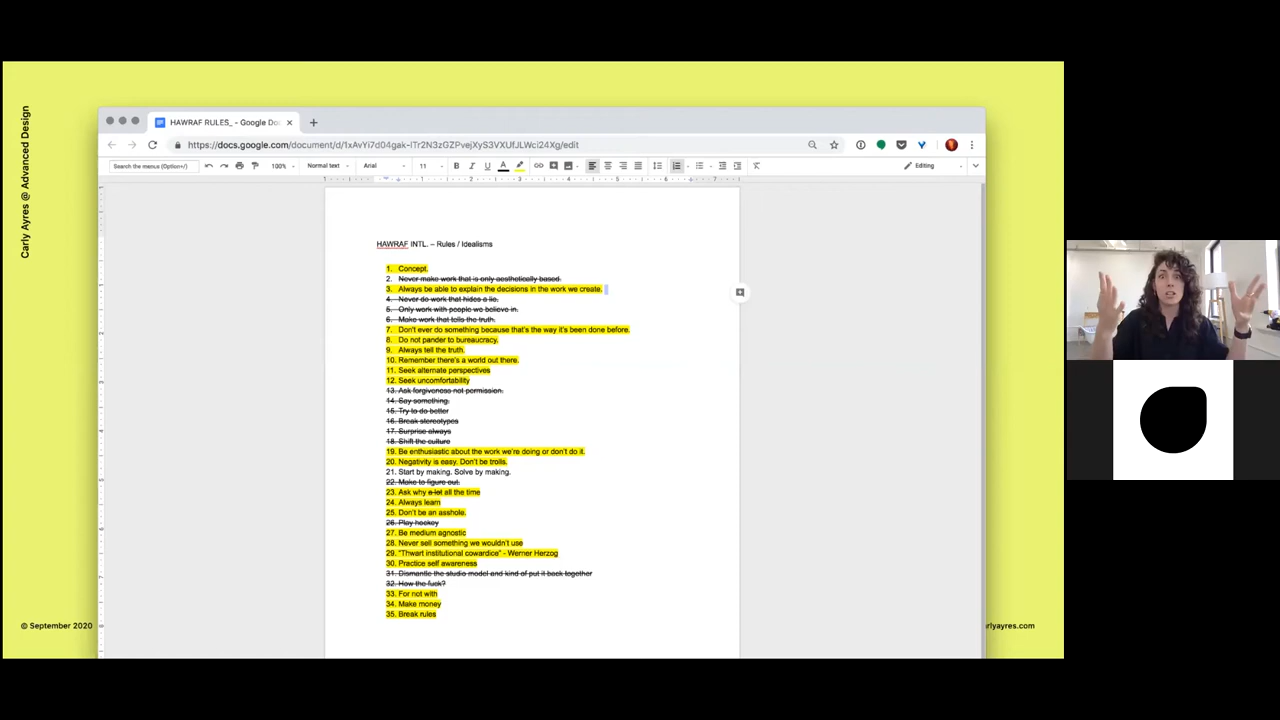 Carly Ayres @ Advanced Design
HAWRAF RULES_ - Google Do
https://docs.google.com/document/d/1xAvYi7d04gak-ITr2N3zGZPvejXyS3VXUfJLWci24Xg/edit
Search the menus (Option+/)
100%
Normal text
Arial
11
Editing
HAWRAF INTL. – Rules / Idealisms
1. Concept.
2. Never make work that is only aesthetically based.
3. Always be able to explain the decisions in the work we create.
4. Never do work that hides a lie.
5. Only work with people we believe in.
6. Make work that tells the truth.
7. Don't ever do something because that's the way it's been done before.
8. Do not pander to bureaucracy.
9. Always tell the truth.
10. Remember there's a world out there.
11. Seek alternate perspectives
12. Seek uncomfortability
13. Ask forgiveness not permission.
14. Say something.
15. Try to do better
16. Break stereotypes
17. Surprise always
18. Shift the culture
19. Be enthusiastic about the work we're doing or don't do it.
20. Negativity is easy. Don't be trolls.
21. Start by making. Solve by making.
22. Make to figure out.
23. Ask why a lot all the time
24. Always learn
25. Don't be an asshole.
26. Play hockey
27. Be medium agnostic
28. Never sell something we wouldn't use
29. "Thwart institutional cowardice" - Werner Herzog
30. Practice self awareness
31. Dismantle the studio model and kind of put it back together
32. How the fuck?
33. For not with
34. Make money
35. Break rules
© September 2020
arlyayres.com